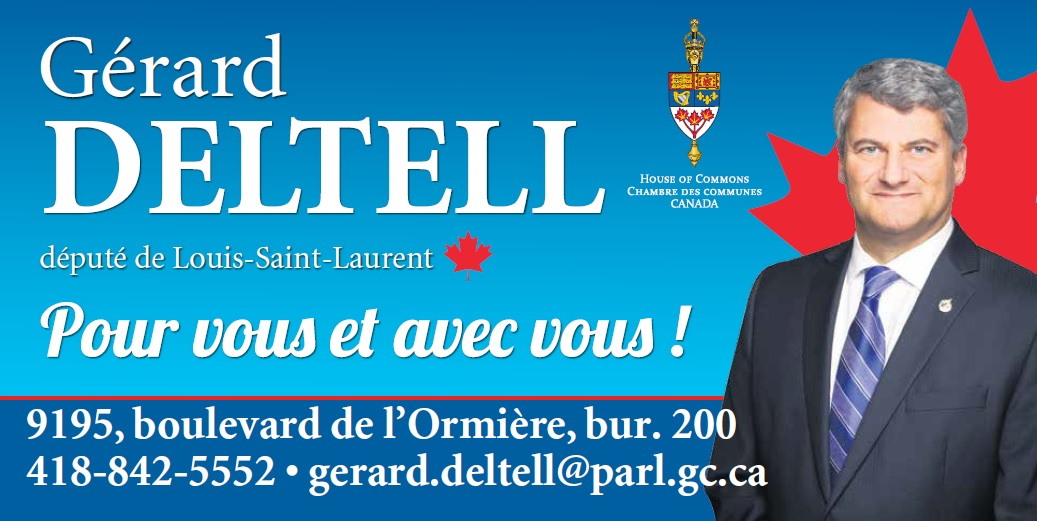 Gérard
DELTELL
député de Louis-Saint-Laurent
Pour vous et avec vous !
HOUSE OF COMMONS
CHAMBRE DES COMMUNES
CANADA
9195, boulevard de l’Ormière, bur. 200
418-842-5552 • gerard.deltell@parl.gc.ca